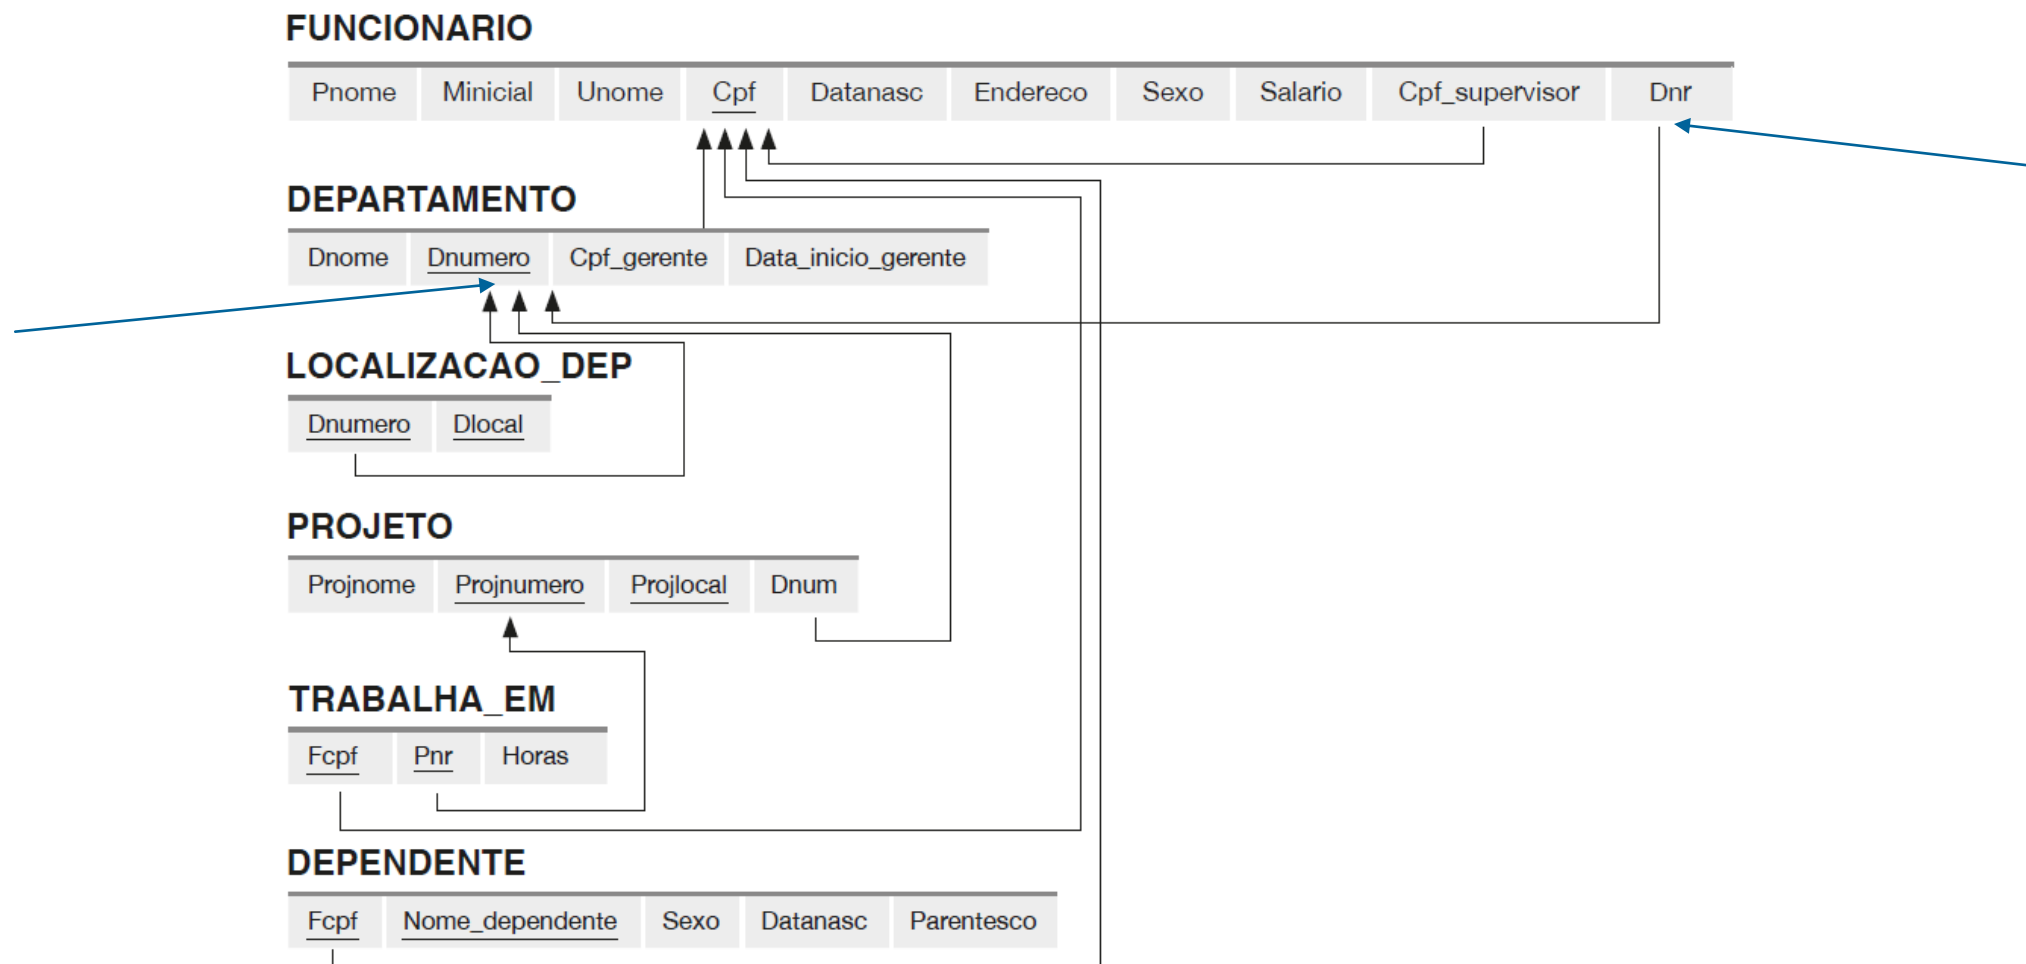 FUNCIONARIO
Pnome Minicial Unome Cpf Datanasc Endereco Sexo Salario Cpf_supervisor Dnr
DEPARTAMENTO
Dnome Dnumero Cpf_gerente Data_inicio_gerente
LOCALIZACAO_DEP
Dnumero Dlocal
PROJETO
Projnome Projnumero Projlocal Dnum
TRABALHA_EM
Fcpf Pnr Horas
DEPENDENTE
Fcpf Nome_dependente Sexo Datanasc Parentesco